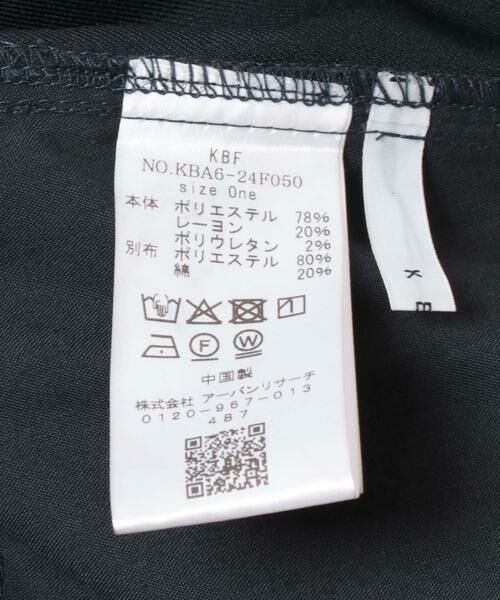 KBF
NO.KBA6-24F050
size One
本体 ポリエステル 78%
レーヨン 20%
ポリウレタン 2%
別布 ポリエステル 80%
綿 20%
F W
中国製
株式会社 アーバンリサーチ
0120-967-013
487
K